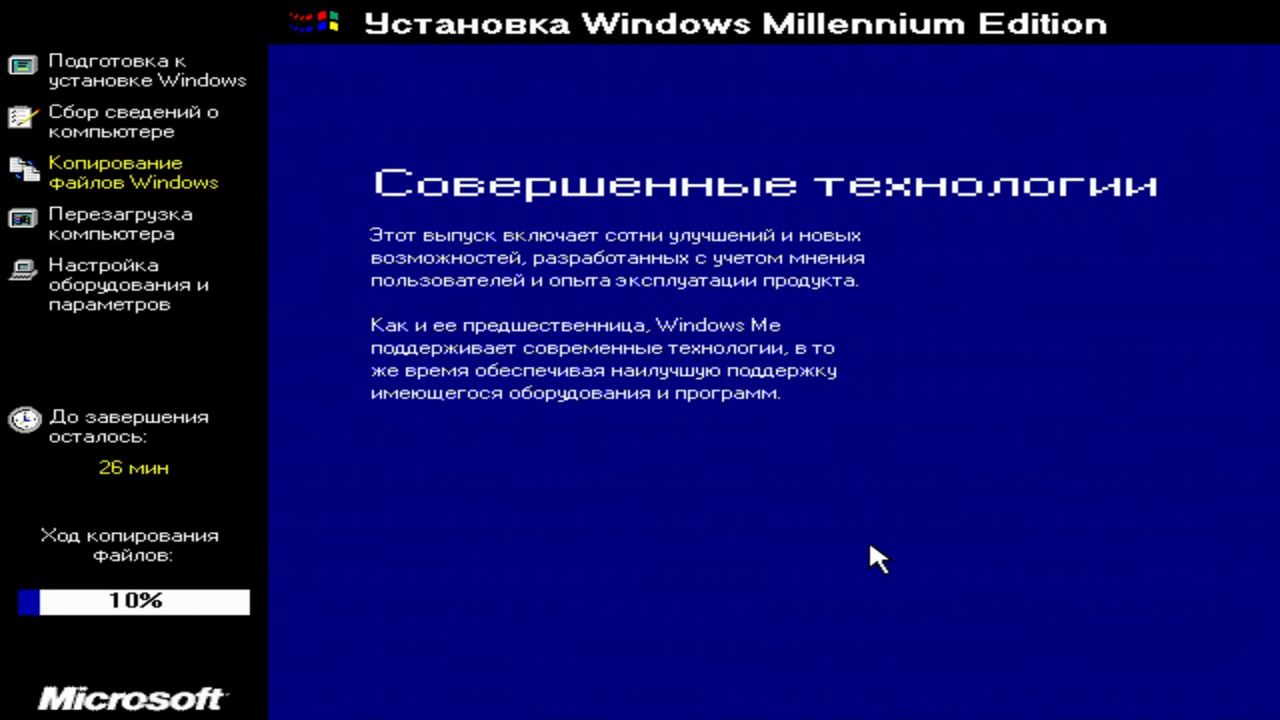 Установка Windows Millennium Edition
Подготовка к
установке Windows
Сбор сведений о
компьютере
Копирование
файлов Windows
Перезагрузка
компьютера
Настройка
оборудования и
параметров
До завершения
осталось:
26 мин
Ход копирования
файлов:
10%
Microsoft
Совершенные технологии
Этот выпуск включает сотни улучшений и новых
возможностей, разработанных с учетом мнения
пользователей и опыта эксплуатации продукта.
Как и ее предшественница, Windows Me
поддерживает современные технологии, в то
же время обеспечивая наилучшую поддержку
имеющегося оборудования и программ.